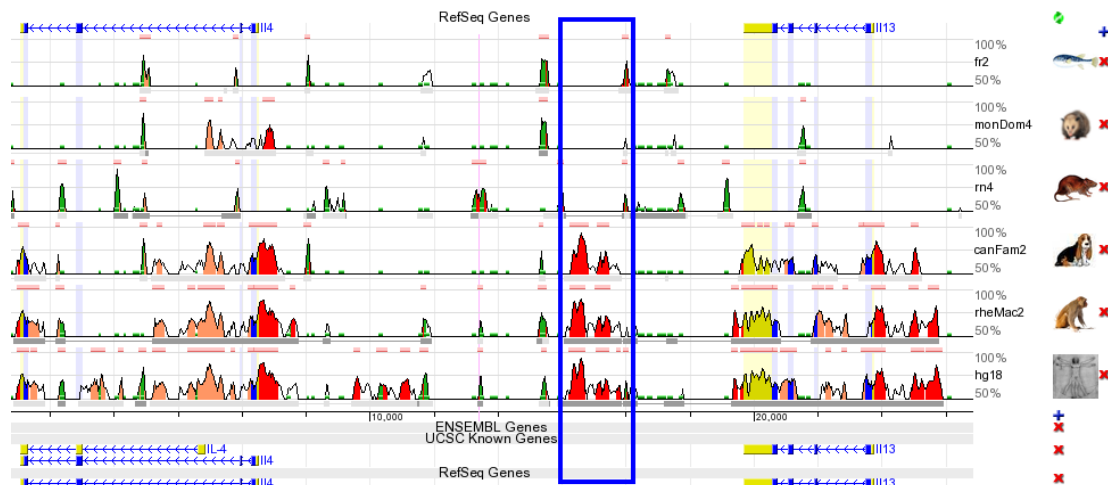 RefSeq Genes
Il4 Il13
100%
fr2
50%
100%
monDom4
50%
100%
rn4
50%
100%
canFam2
50%
100%
rheMac2
50%
100%
hg18
50%
10,000 20,000
ENSEMBL Genes
UCSC Known Genes
IL-4 Il13
Il4
RefSeq Genes
Il4 Il13